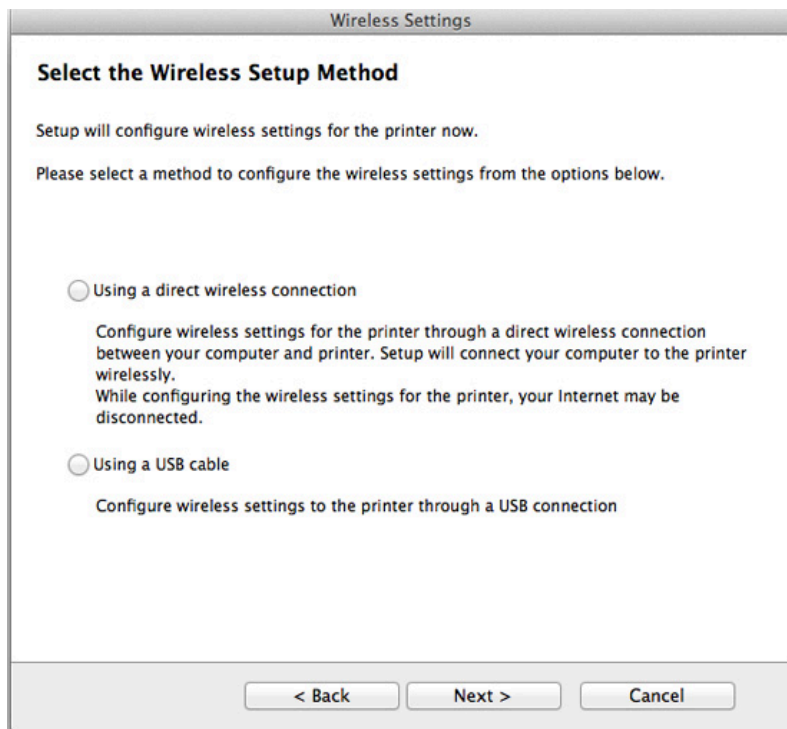 Wireless Settings
Select the Wireless Setup Method
Setup will configure wireless settings for the printer now.
Please select a method to configure the wireless settings from the options below.
Using a direct wireless connection
Configure wireless settings for the printer through a direct wireless connection
between your computer and printer. Setup will connect your computer to the printer
wirelessly.
While configuring the wireless settings for the printer, your Internet may be
disconnected.
Using a USB cable
Configure wireless settings to the printer through a USB connection
< Back
Next >
Cancel